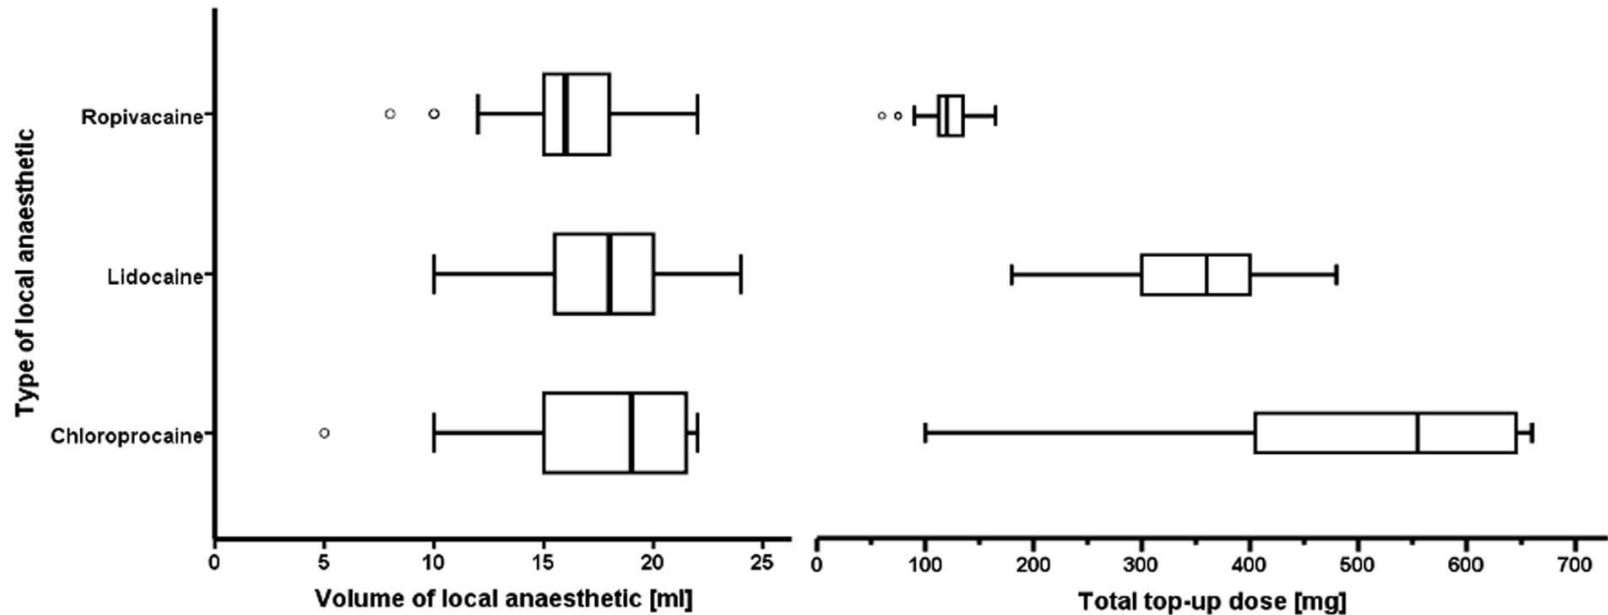 Type of local anaesthetic
Ropivacaine
Lidocaine
Chloroprocaine
0 5 10 15 20 25
Volume of local anaesthetic [ml]
0 100 200 300 400 500 600 700
Total top-up dose [mg]